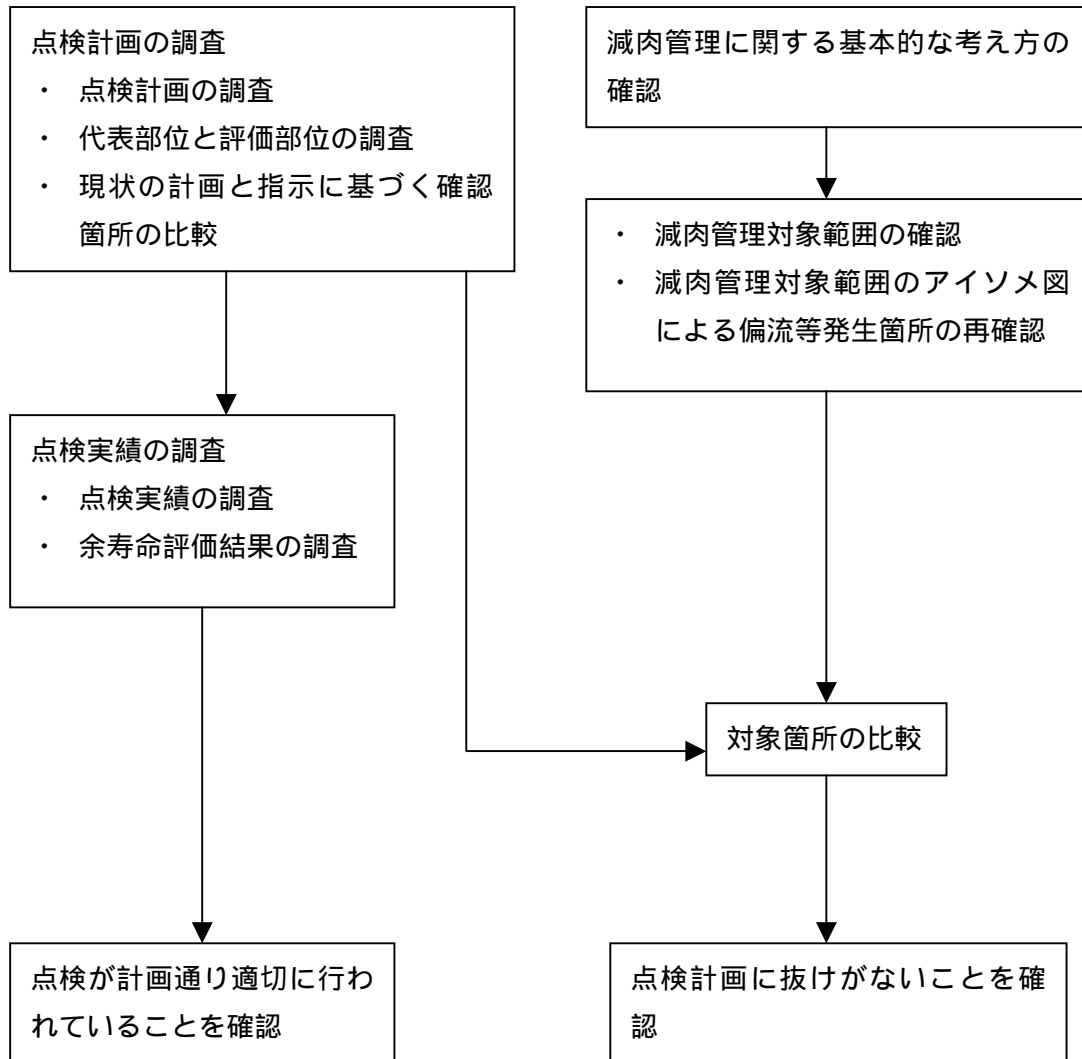 点検計画の調査
・ 点検計画の調査
・ 代表部位と評価部位の調査
・ 現状の計画と指示に基づく確認
箇所の比較
点検実績の調査
・ 点検実績の調査
・ 余寿命評価結果の調査
点検が計画通り適切に行わ
れていることを確認
減肉管理に関する基本的な考え方の
確認
・ 減肉管理対象範囲の確認
・ 減肉管理対象範囲のアイソメ図
による偏流等発生箇所の再確認
対象箇所の比較
点検計画に抜けがないことを確
認